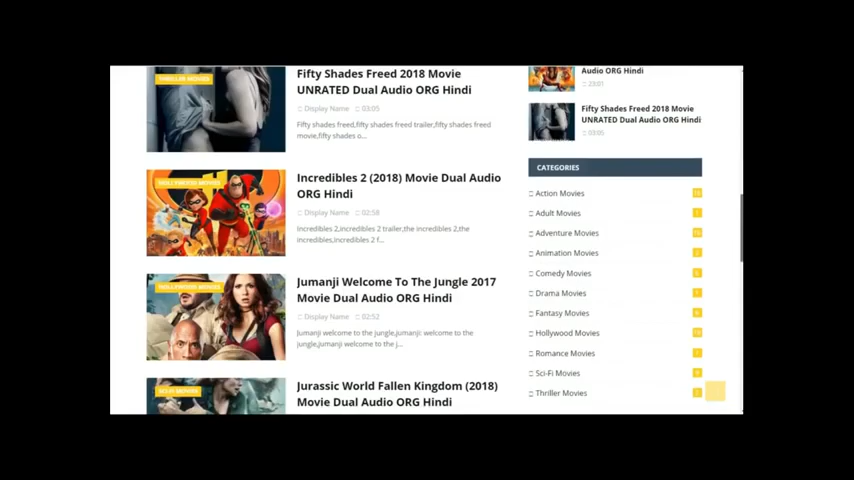 THRILLER MOVIES
Fifty Shades Freed 2018 Movie
UNRATED Dual Audio ORG Hindi
Display Name 03:05
Fifty shades freed,fifty shades freed trailer,fifty shades freed
movie,fifty shades o...
HOLLYWOOD MOVIES
Incredibles 2 (2018) Movie Dual Audio
ORG Hindi
Display Name 02:58
Incredibles 2,incredibles 2 trailer,the incredibles 2,the
incredibles,incredibles 2 f...
HOLLYWOOD MOVIES
Jumanji Welcome To The Jungle 2017
Movie Dual Audio ORG Hindi
Display Name 02:52
Jumanji welcome to the jungle,jumanji: welcome to the
jungle,jumanji welcome to the j...
SCI-FI MOVIES
Jurassic World Fallen Kingdom (2018)
Movie Dual Audio ORG Hindi
Audio ORG Hindi
23:01
Fifty Shades Freed 2018 Movie
UNRATED Dual Audio ORG Hindi
03:05
CATEGORIES
Action Movies
Adult Movies
Adventure Movies
Animation Movies
Comedy Movies
Drama Movies
Fantasy Movies
Hollywood Movies
Romance Movies
Sci-Fi Movies
Thriller Movies